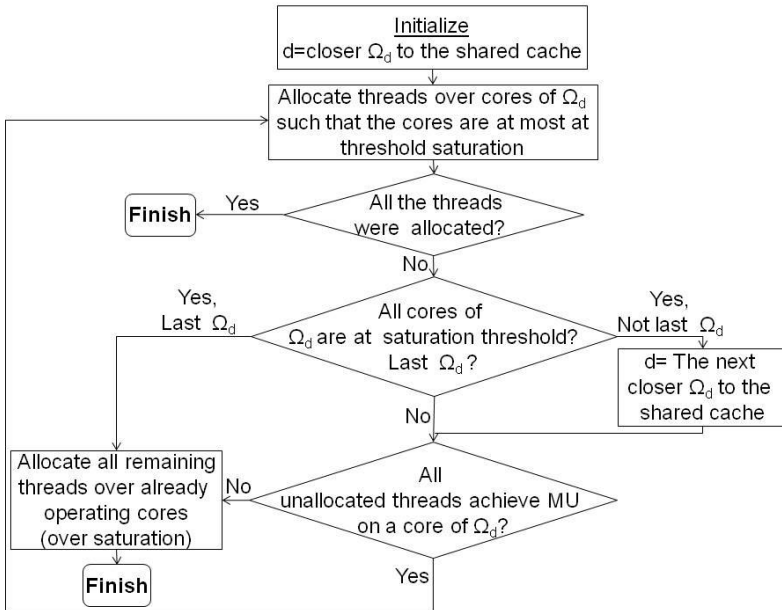 Initialize
d=closer Ωd to the shared cache
Allocate threads over cores of Ωd
such that the cores are at most at
threshold saturation
Finish
Yes
All the threads
were allocated?
No
Yes,
Last Ωd
All cores of
Ωd are at saturation threshold?
Last Ωd ?
Yes,
Not last Ωd
d= The next
closer Ωd to the
shared cache
No
Allocate all remaining
threads over already
operating cores
(over saturation)
No
All
unallocated threads achieve MU
on a core of Ωd?
Finish
Yes